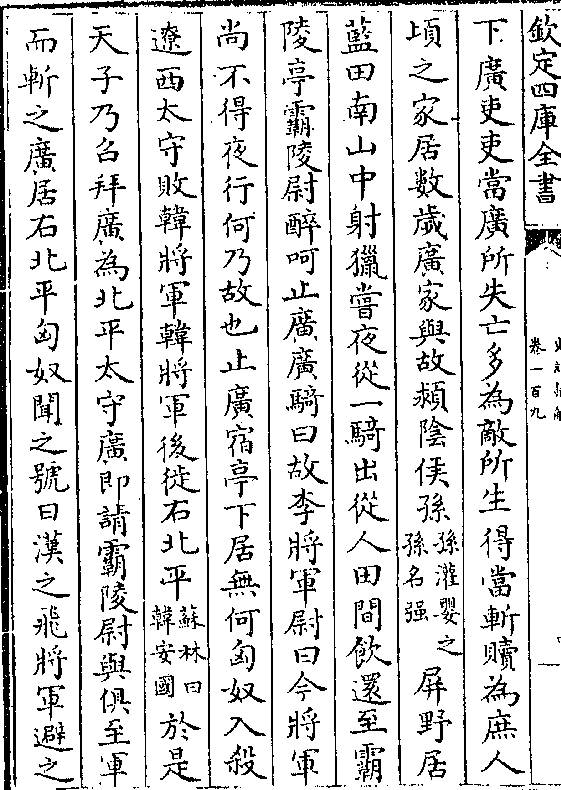 欽定四庫全書
卷一百九
下廣吏吏當廣所失亡多為敵所生得當斬贖為庶人
頃之家居數歲廣家與故頴陰侯孫孫灌嬰之孫名强屏野居
藍田南山中射獵嘗夜從一騎出從人田間飲還至霸
陵亭霸陵尉醉呵止廣廣騎曰故李將軍尉曰今將軍
尚不得夜行何乃故也止廣宿亭下居無何匈奴入殺
遼西太守敗韓將軍韓將軍後徙右北平蘇林曰韓安國於是
天子乃召拜廣為北平太守廣即請霸陵尉與俱至軍
而斬之廣居右北平匈奴聞之號曰漢之飛將軍避之